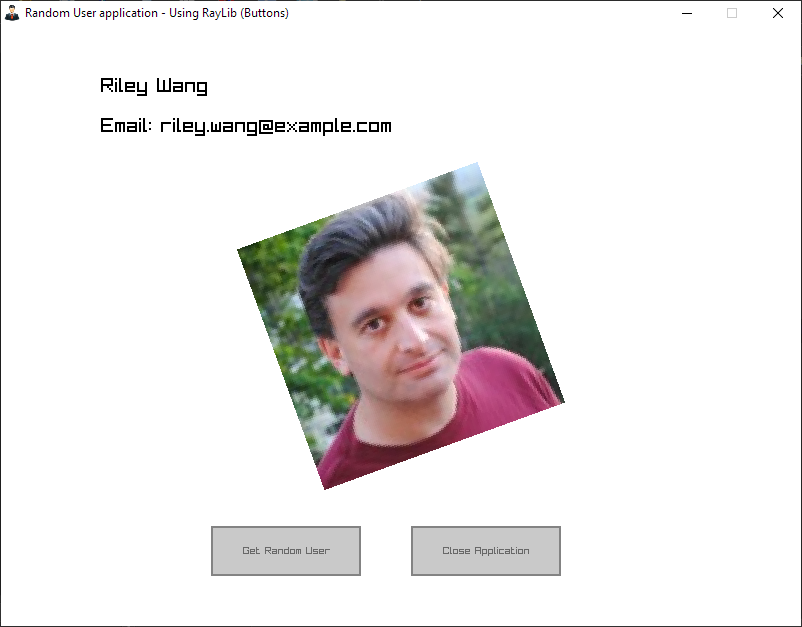 Random User application - Using RayLib (Buttons)
Riley Wang
Email: riley.wang@example.com
Get Random User
Close Application